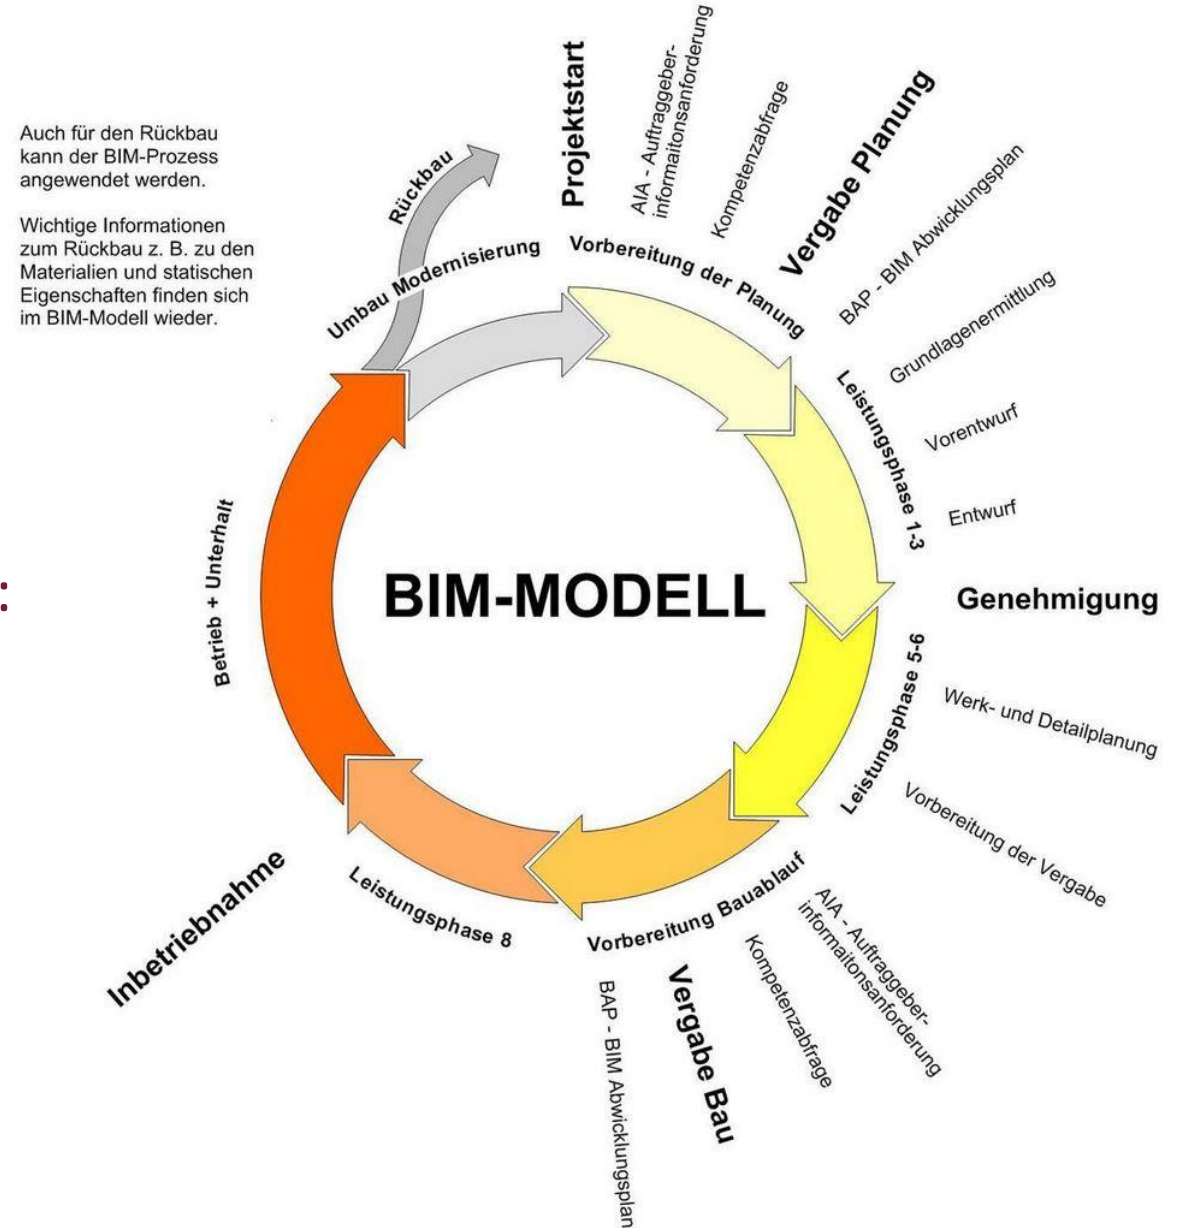 Auch für den Rückbau
kann der BIM-Prozess
angewendet werden.
Wichtige Informationen
zum Rückbau z. B. zu den
Materialien und statischen
Eigenschaften finden sich
im BIM-Modell wieder.
Rückbau
Umbau Modernisierung
Projektstart
AIA - Auftraggeber-
informaitonsanforderung
Kompetenzabfrage
Vorbereitung der Planung
Vergabe Planung
BAP - BIM Abwicklungsplan
Grundlagenermittlung
Leistungsphase 1-3
Vorentwurf
Entwurf
Genehmigung
Leistungsphase 5-6
Werk- und Detailplanung
Vorbereitung der Vergabe
AIA - Auftraggeber-
informaitonsanforderung
Vorbereitung Bauablauf
Kompetenzabfrage
Vergabe Bau
BAP - BIM Abwicklungsplan
Leistungsphase 8
Inbetriebnahme
Betrieb + Unterhalt
:
BIM-MODELL